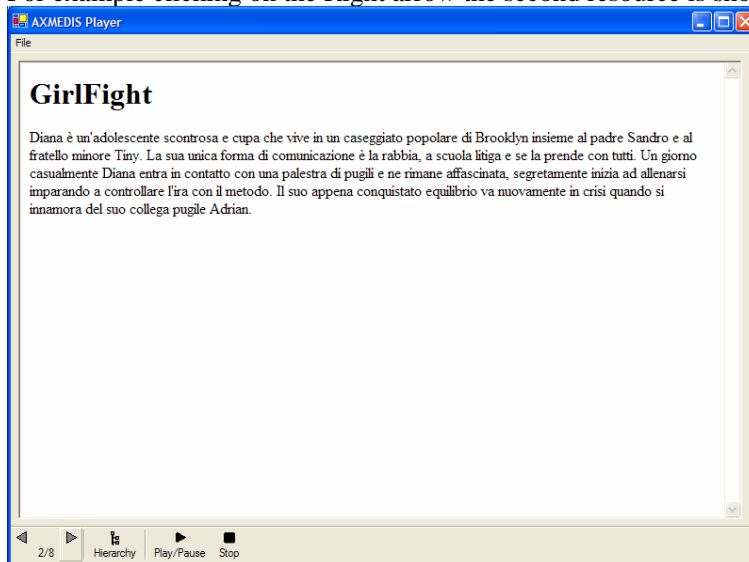 For example clicking on the Right arrow the second resource is sho
AXMEDIS Player
File
GirlFight
Diana è un'adolescente scontrosa e cupa che vive in un caseggiato popolare di Brooklyn insieme al padre Sandro e al
fratello minore Tiny. La sua unica forma di comunicazione è la rabbia, a scuola litiga e se la prende con tutti. Un giorno
casualmente Diana entra in contatto con una palestra di pugili e ne rimane affascinata, segretamente inizia ad allenarsi
imparando a controllare l'ira con il metodo. Il suo appena conquistato equilibrio va nuovamente in crisi quando si
innamora del suo collega pugile Adrian.
2/8 Hierarchy Play/Pause Stop